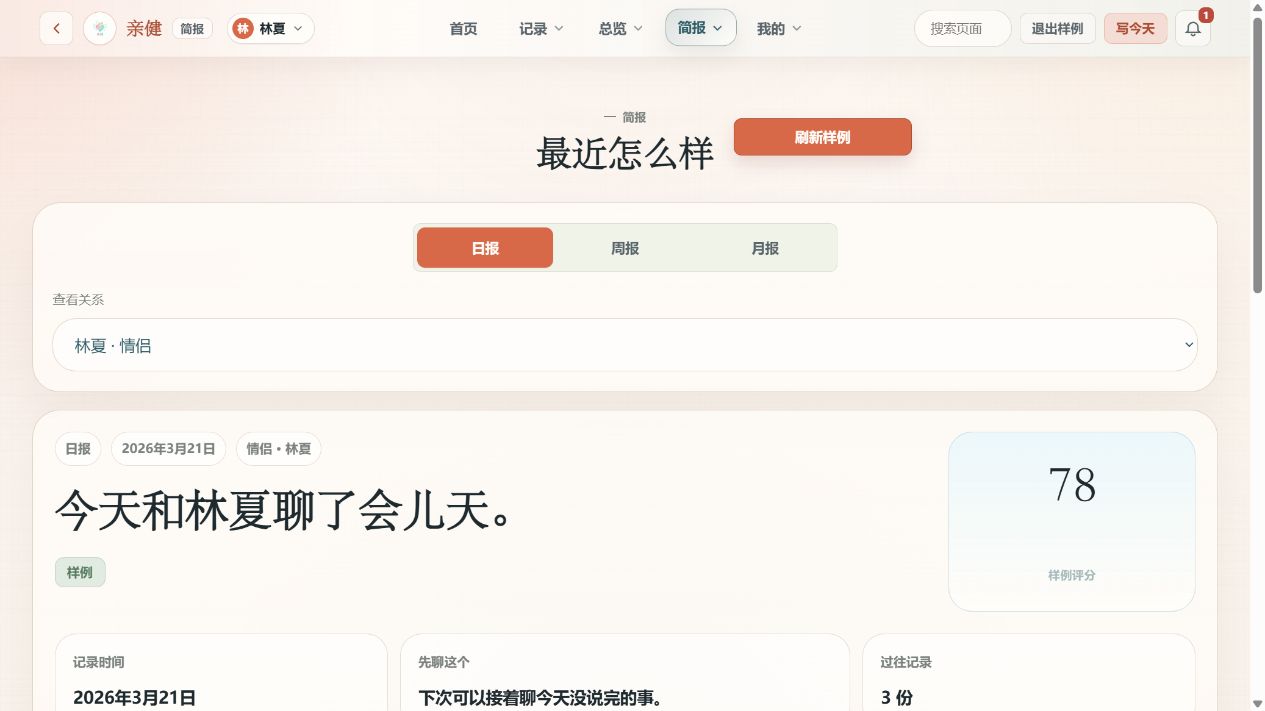 亲健
简报
林 林夏
首页
记录
总览
简报
我的
搜索页面
退出样例
写今天
1
一 简报
最近怎么样
刷新样例
日报
周报
月报
查看关系
林夏 · 情侣
日报
2026年3月21日
情侣 • 林夏
今天和林夏聊了会儿天。
样例
78
样例评分
记录时间
2026年3月21日
先聊这个
下次可以接着聊今天没说完的事。
过往记录
3 份